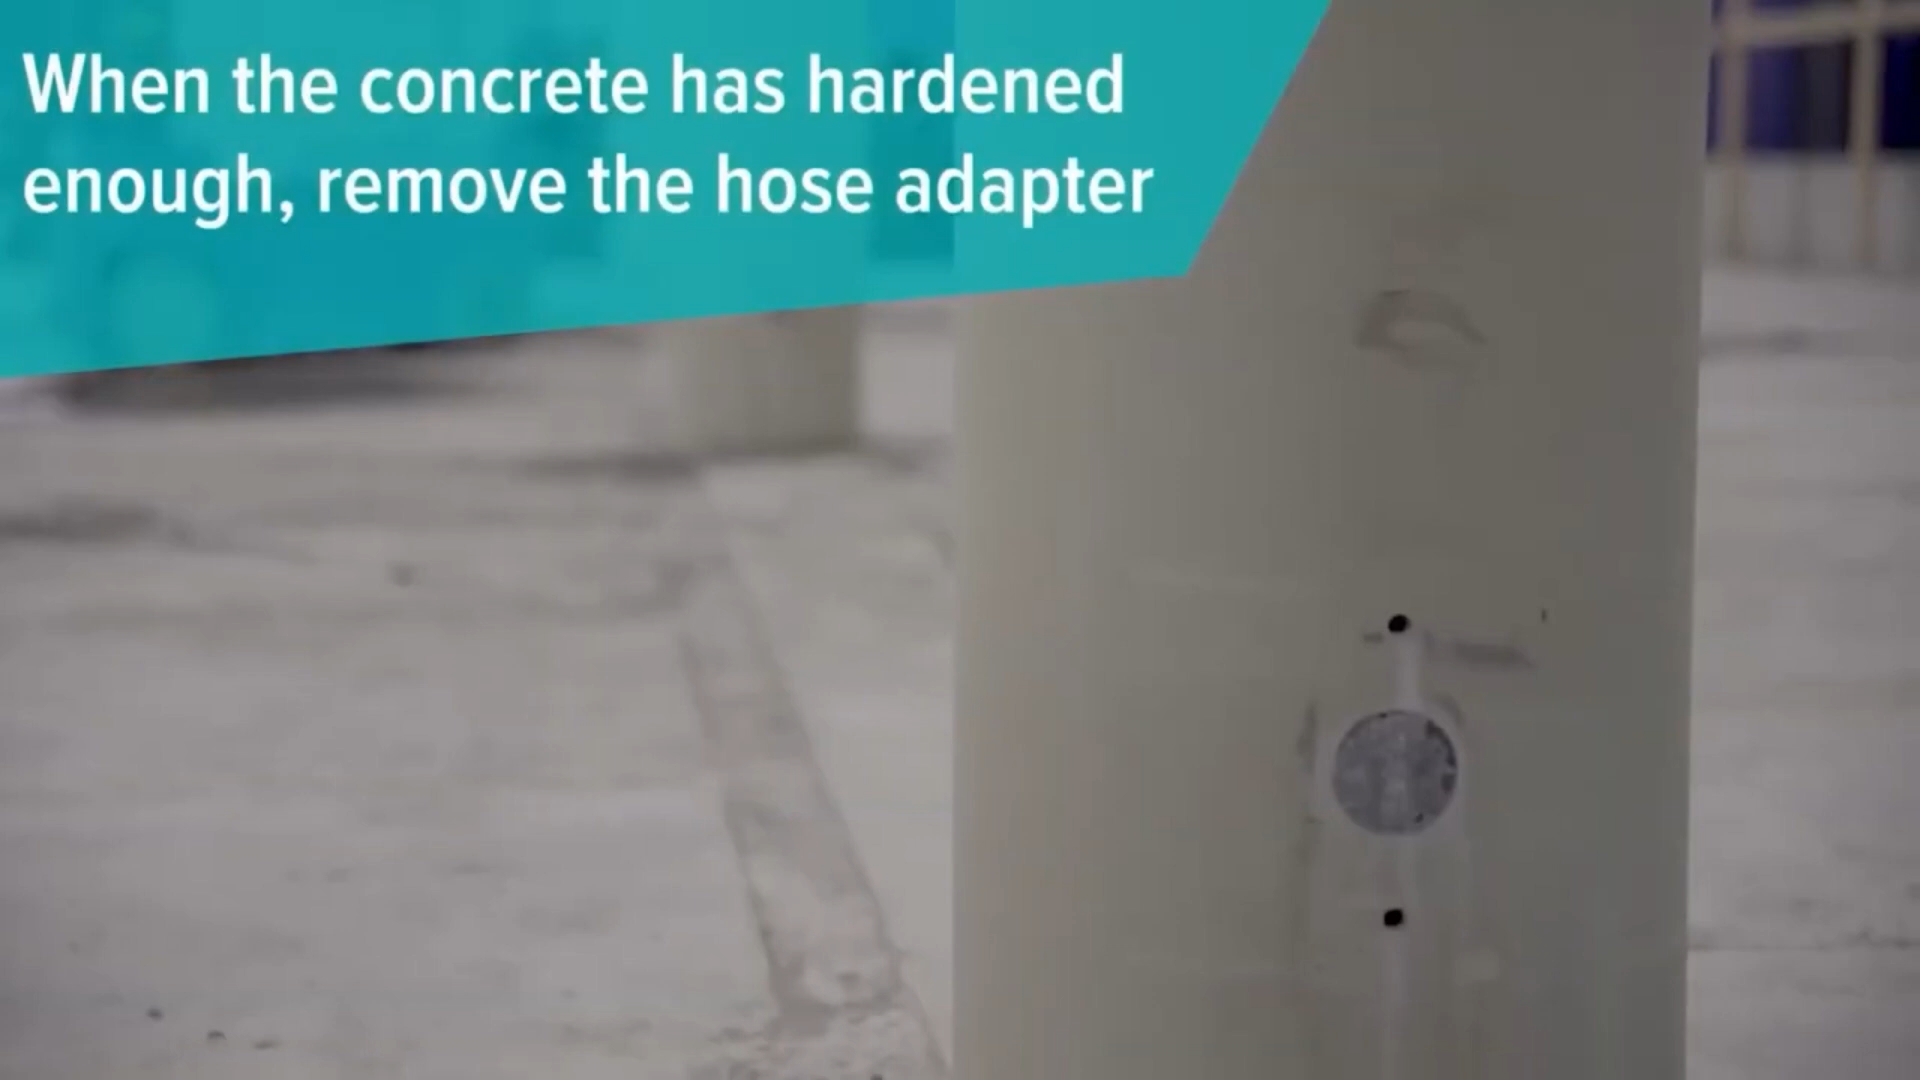 When the concrete has hardened
enough, remove the hose adapter